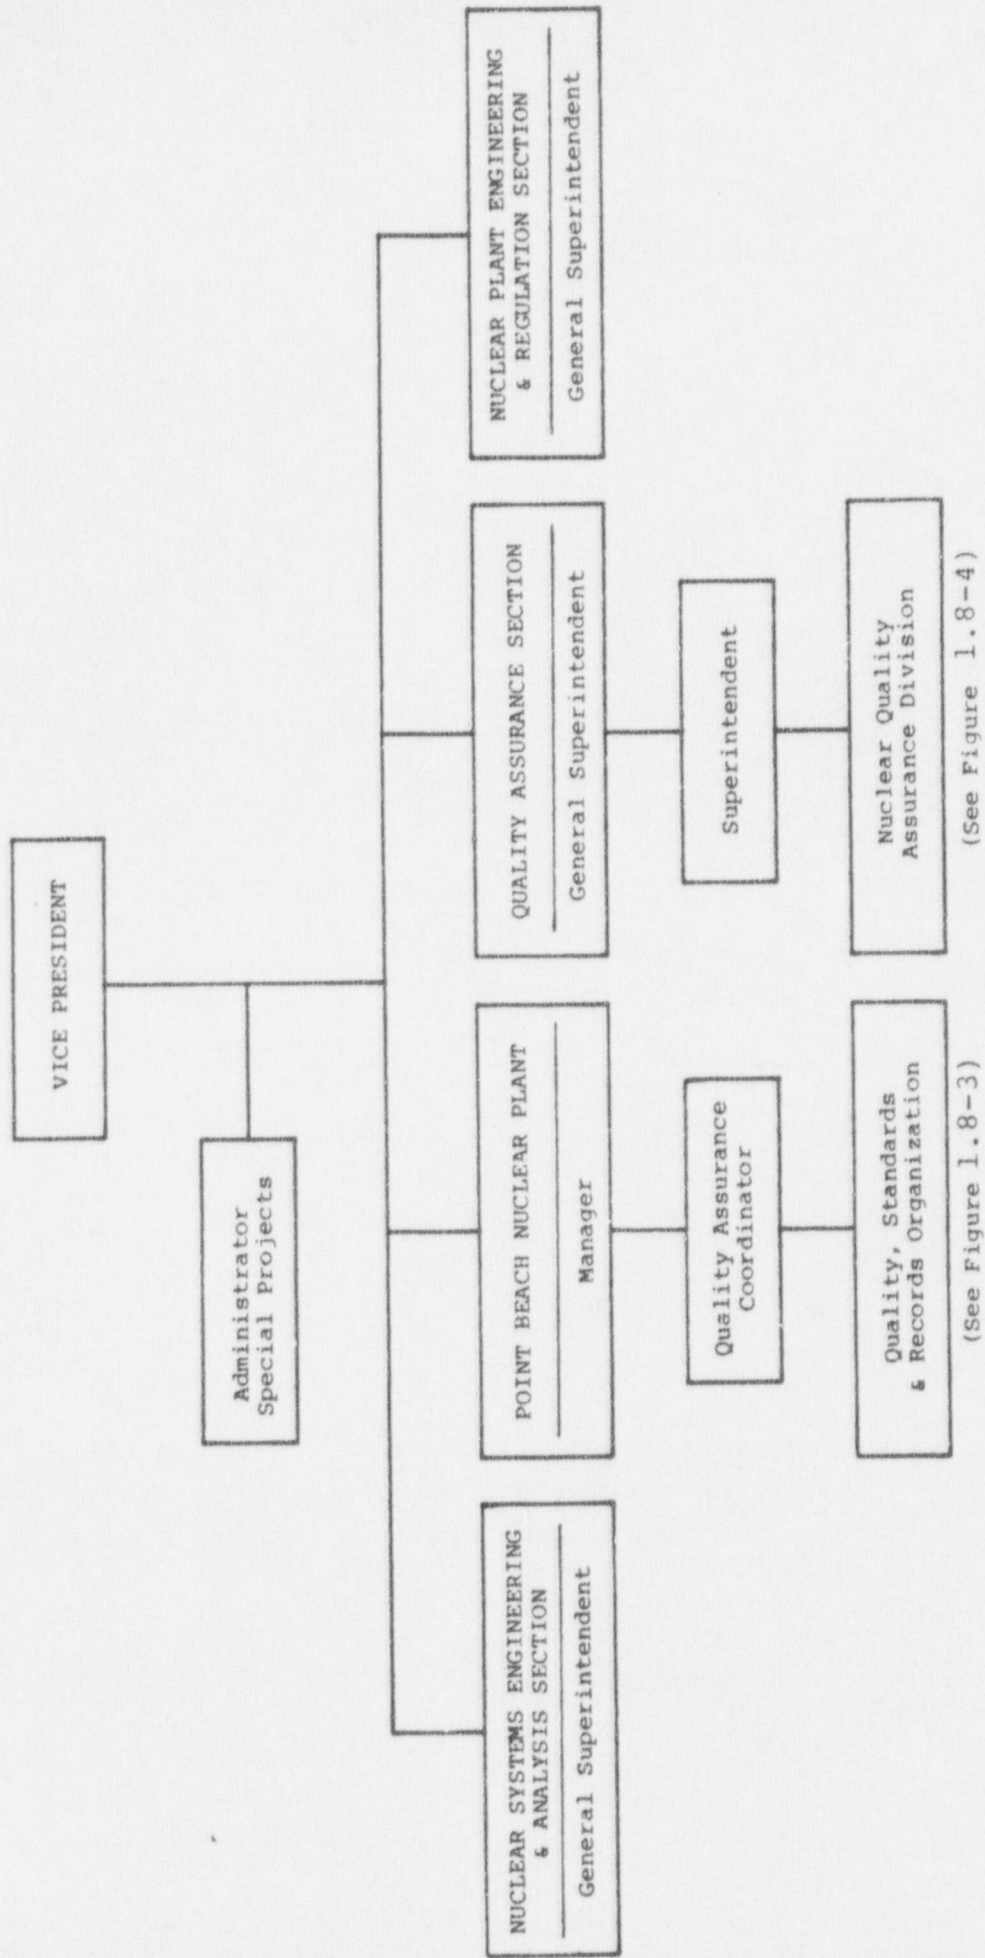 VICE PRESIDENT
Administrator
Special Projects
NUCLEAR SYSTEMS ENGINEERING
& ANALYSIS SECTION
General Superintendent
POINT BEACH NUCLEAR PLANT
Manager
Quality Assurance
Coordinator
Quality, Standards
& Records Organization
(See Figure 1.8-3)
QUALITY ASSURANCE SECTION
General Superintendent
Superintendent
Nuclear Quality
Assurance Division
(See Figure 1.8-4)
NUCLEAR PLANT ENGINEERING
& REGULATION SECTION
General Superintendent